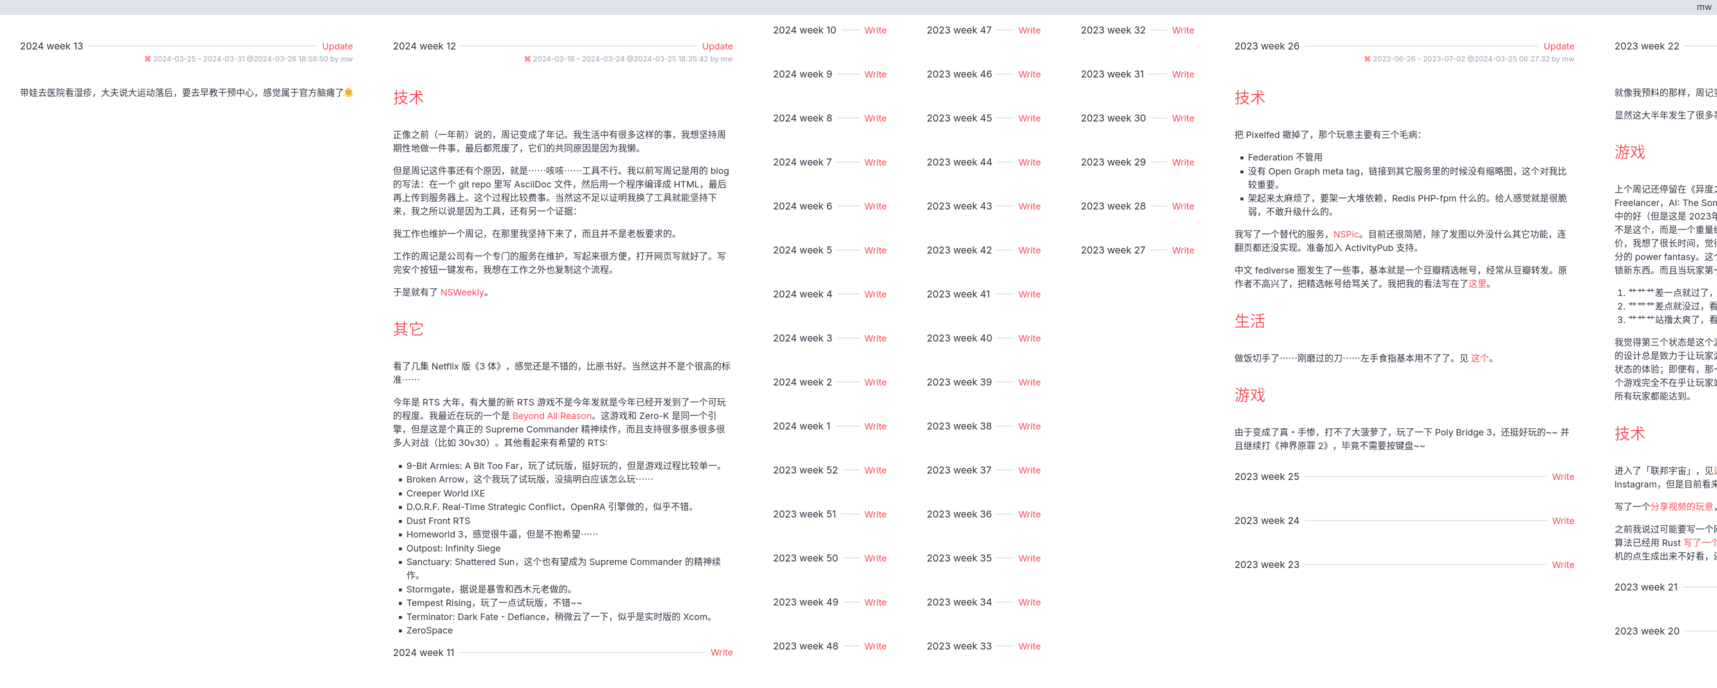 mw
2024 week 13 Update
⌘ 2024-03-25 – 2024-03-31 @2024-03-26 18:58:50 by mw
带娃去医院看湿疹，大夫说大运动落后，要去早教干预中心，感觉属于官方脑瘫了🫠
2024 week 12 Update
⌘ 2024-03-18 – 2024-03-24 @2024-03-25 18:35:42 by mw
技术
正像之前（一年前）说的，周记变成了年记。我生活中有很多这样的事，我想坚持周
期性地做一件事，最后都荒废了，它们的共同原因是因为我懒。
但是周记这件事还有个原因，就是⋯⋯咳咳⋯⋯工具不行。我以前写周记是用的 blog
的写法：在一个 git repo 里写 AsciiDoc 文件，然后用一个程序编译成 HTML，最后
再上传到服务器上。这个过程比较费事。当然这不足以证明我换了工具就能坚持下
来，我之所以说是因为工具，还有另一个证据：
我工作也维护一个周记，在那里我坚持下来了，而且并不是老板要求的。
工作的周记是公司有一个专门的服务在维护，写起来很方便，打开网页写就好了。写
完安个按钮一键发布，我想在工作之外也复制这个流程。
于是就有了 NSWeekly。
其它
看了几集 Netflix 版《3 体》，感觉还是不错的，比原书好。当然这并不是个很高的标
准⋯⋯
今年是 RTS 大年，有大量的新 RTS 游戏不是今年发就是今年已经开发到了一个可玩
的程度。我最近在玩的一个是 Beyond All Reason。这游戏和 Zero-K 是同一个引
擎，但是这是个真正的 Supreme Commander 精神续作，而且支持很多很多很多很
多人对战（比如 30v30）。其他看起来有希望的 RTS:
▪ 9-Bit Armies: A Bit Too Far，玩了试玩版，挺好玩的，但是游戏过程比较单一。
▪ Broken Arrow，这个我玩了试玩版，没搞明白应该怎么玩⋯⋯
▪ Creeper World IXE
▪ D.O.R.F. Real-Time Strategic Conflict，OpenRA 引擎做的，似乎不错。
▪ Dust Front RTS
▪ Homeworld 3，感觉很牛逼，但是不抱希望⋯⋯
▪ Outpost: Infinity Siege
▪ Sanctuary: Shattered Sun，这个也有望成为 Supreme Commander 的精神续
作。
▪ Stormgate，据说是暴雪和西木元老做的。
▪ Tempest Rising，玩了一点试玩版，不错~~
▪ Terminator: Dark Fate - Defiance，稍微云了一下，似乎是实时版的 Xcom。
▪ ZeroSpace
2024 week 11 Write
2024 week 10 Write
2024 week 9 Write
2024 week 8 Write
2024 week 7 Write
2024 week 6 Write
2024 week 5 Write
2024 week 4 Write
2024 week 3 Write
2024 week 2 Write
2024 week 1 Write
2023 week 52 Write
2023 week 51 Write
2023 week 50 Write
2023 week 49 Write
2023 week 48 Write
2023 week 47 Write
2023 week 46 Write
2023 week 45 Write
2023 week 44 Write
2023 week 43 Write
2023 week 42 Write
2023 week 41 Write
2023 week 40 Write
2023 week 39 Write
2023 week 38 Write
2023 week 37 Write
2023 week 36 Write
2023 week 35 Write
2023 week 34 Write
2023 week 33 Write
2023 week 32 Write
2023 week 31 Write
2023 week 30 Write
2023 week 29 Write
2023 week 28 Write
2023 week 27 Write
2023 week 26 Update
⌘ 2023-06-26 – 2023-07-02 @2024-03-25 06:27:32 by mw
技术
把 Pixelfed 撤掉了，那个玩意主要有三个毛病：
▪ Federation 不管用
▪ 没有 Open Graph meta tag，链接到其它服务里的时候没有缩略图，这个对我比
较重要。
▪ 架起来太麻烦了，要架一大堆依赖，Redis PHP-fpm 什么的。给人感觉就是很脆
弱，不敢升级什么的。
我写了一个替代的服务，NSPic。目前还很简陋，除了发图以外没什么其它功能，连
翻页都还没实现。准备加入 ActivityPub 支持。
中文 fediverse 圈发生了一些事，基本就是一个豆瓣精选帐号，经常从豆瓣转发。原
作者不高兴了，把精选帐号给骂关了。我把我的看法写在了这里。
生活
做饭切手了⋯⋯刚磨过的刀⋯⋯左手食指基本用不了了。见 这个。
游戏
由于变成了真・手惨，打不了大菠萝了，玩了一下 Poly Bridge 3，还挺好玩的~~ 并
且继续打《神界原罪 2》，毕竟不需要按键盘~~
2023 week 25 Write
2023 week 24 Write
2023 week 23 Write
2023 week 22
就像我预料的那样，周记
显然这大半年发生了很多
游戏
上个周记还停留在《异度
Freelancer，AI: The Som
中的好（但是这是 2023
不是这个，而是一个重量
价，我想了很长时间，觉
分的 power fantasy。这
锁新东西。而且当玩家第一
1. 艹艹艹差一点就过了，
2. 艹艹艹差点就没过，看
3. 艹艹艹站撸太爽了，看
我觉得第三个状态是这个
的设计总是致力于让玩家
状态的体验；即便有，那一
个游戏完全不在乎让玩家
所有玩家都能达到。
技术
进入了「联邦宇宙」，见
Instagram，但是目前看
写了一个分享视频的玩意，
之前我说过可能要写一个
算法已经用 Rust 写了一个
机的点生成出来不好看，
2023 week 21
2023 week 20